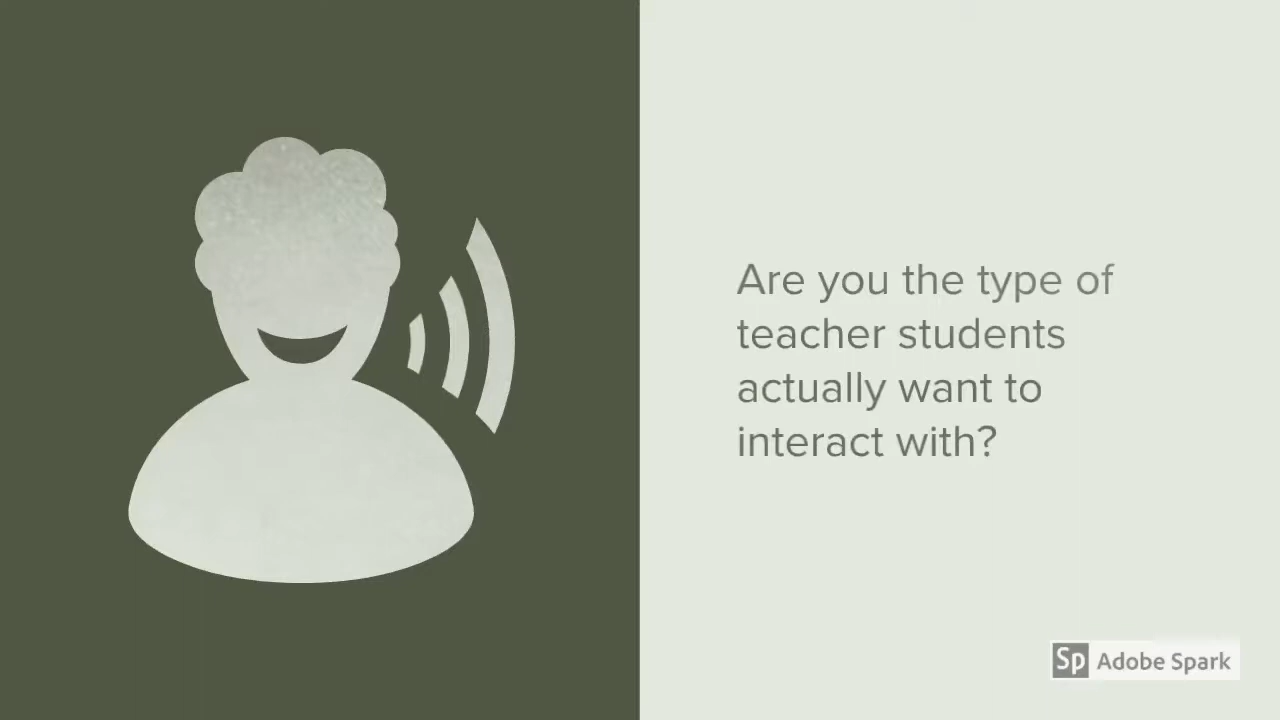 Are you the type of
teacher students
actually want to
interact with?
Sp Adobe Spark